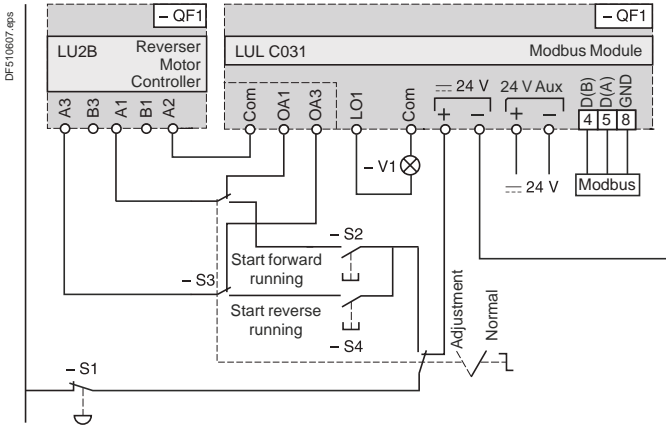 DF510607.eps
– QF1
– QF1
LU2B
Reverser
Motor
Controller
LUL C031
Modbus Module
A3
B3
A1
B1
A2
Com
OA1
OA3
LO1
Com
24 V
24 V Aux
+
–
+
–
D(B)
D(A)
GND
4
5
8
– V1
24 V
Modbus
– S2
Start forward
running
– S3
Start reverse
running
– S4
Adjustment
Normal
– S1